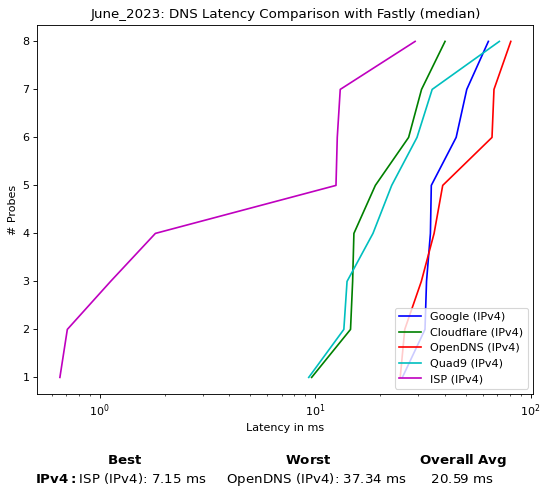 June_2023: DNS Latency Comparison with Fastly (median)
8
7
6
5
4
3
2
1
# Probes
Google (IPv4)
Cloudflare (IPv4)
OpenDNS (IPv4)
Quad9 (IPv4)
ISP (IPv4)
10⁰ 10¹ 10²
Latency in ms
Best Worst Overall Avg
IPv4: ISP (IPv4): 7.15 ms OpenDNS (IPv4): 37.34 ms 20.59 ms